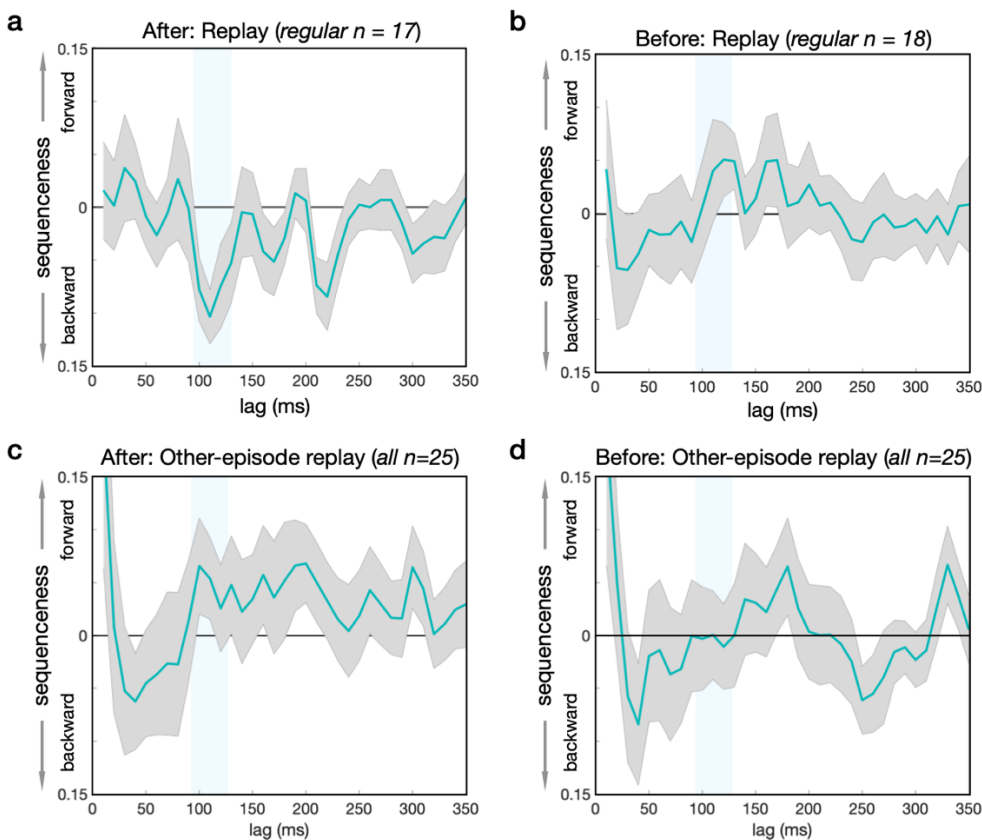 a
After: Replay (regular n = 17)
0.15
forward
0
sequenceness
backward
0.15
0 50 100 150 200 250 300 350
lag (ms)
b
Before: Replay (regular n = 18)
0.15
forward
0
sequenceness
backward
0.15
0 50 100 150 200 250 300 350
lag (ms)
c
After: Other-episode replay (all n=25)
0.15
forward
0
sequenceness
backward
0.15
0 50 100 150 200 250 300 350
lag (ms)
d
Before: Other-episode replay (all n=25)
0.15
forward
0
sequenceness
backward
0.15
0 50 100 150 200 250 300 350
lag (ms)